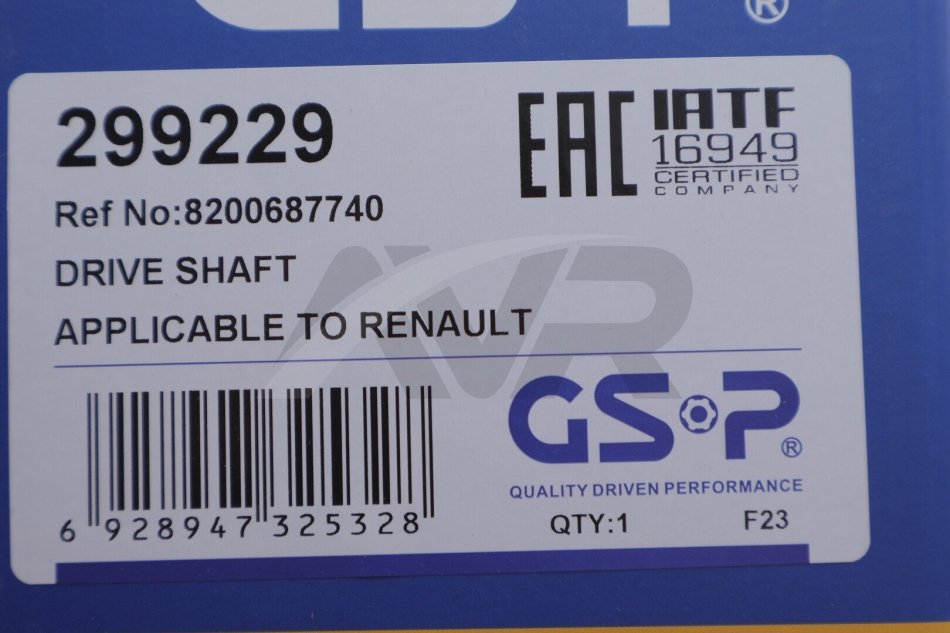 299229
Ref No:8200687740
DRIVE SHAFT
APPLICABLE TO RENAULT
EAC
IATF
16949
CERTIFIED
COMPANY
AVR
GSP®
QUALITY DRIVEN PERFORMANCE
6 928947 325328
QTY:1 F23